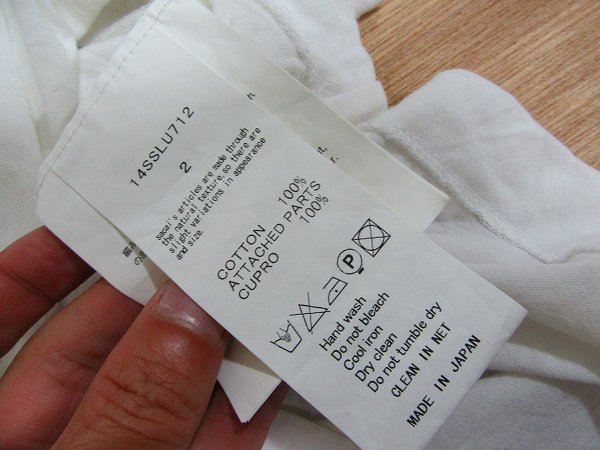 14SSLU712
2
sacai's articles are made through
the natural texture, so there are
slight variations in appearance
and size.
COTTON 100%
ATTACHED PARTS
CUPRO 100%
P
Hand wash
Do not bleach
Cool iron
Dry clean
Do not tumble dry
CLEAN IN NET
MADE IN JAPAN